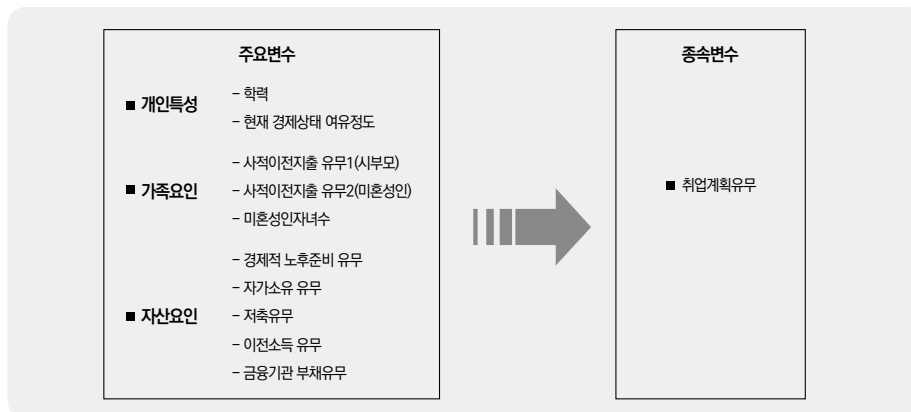 주요변수
■ 개인특성
– 학력
– 현재 경제상태 여유정도
■ 가족요인
– 사적이전지출 유무1(시부모)
– 사적이전지출 유무2(미혼성인)
– 미혼성인자녀수
■ 자산요인
– 경제적 노후준비 유무
– 자가소유 유무
– 저축유무
– 이전소득 유무
– 금융기관 부채유무
종속변수
■ 취업계획유무